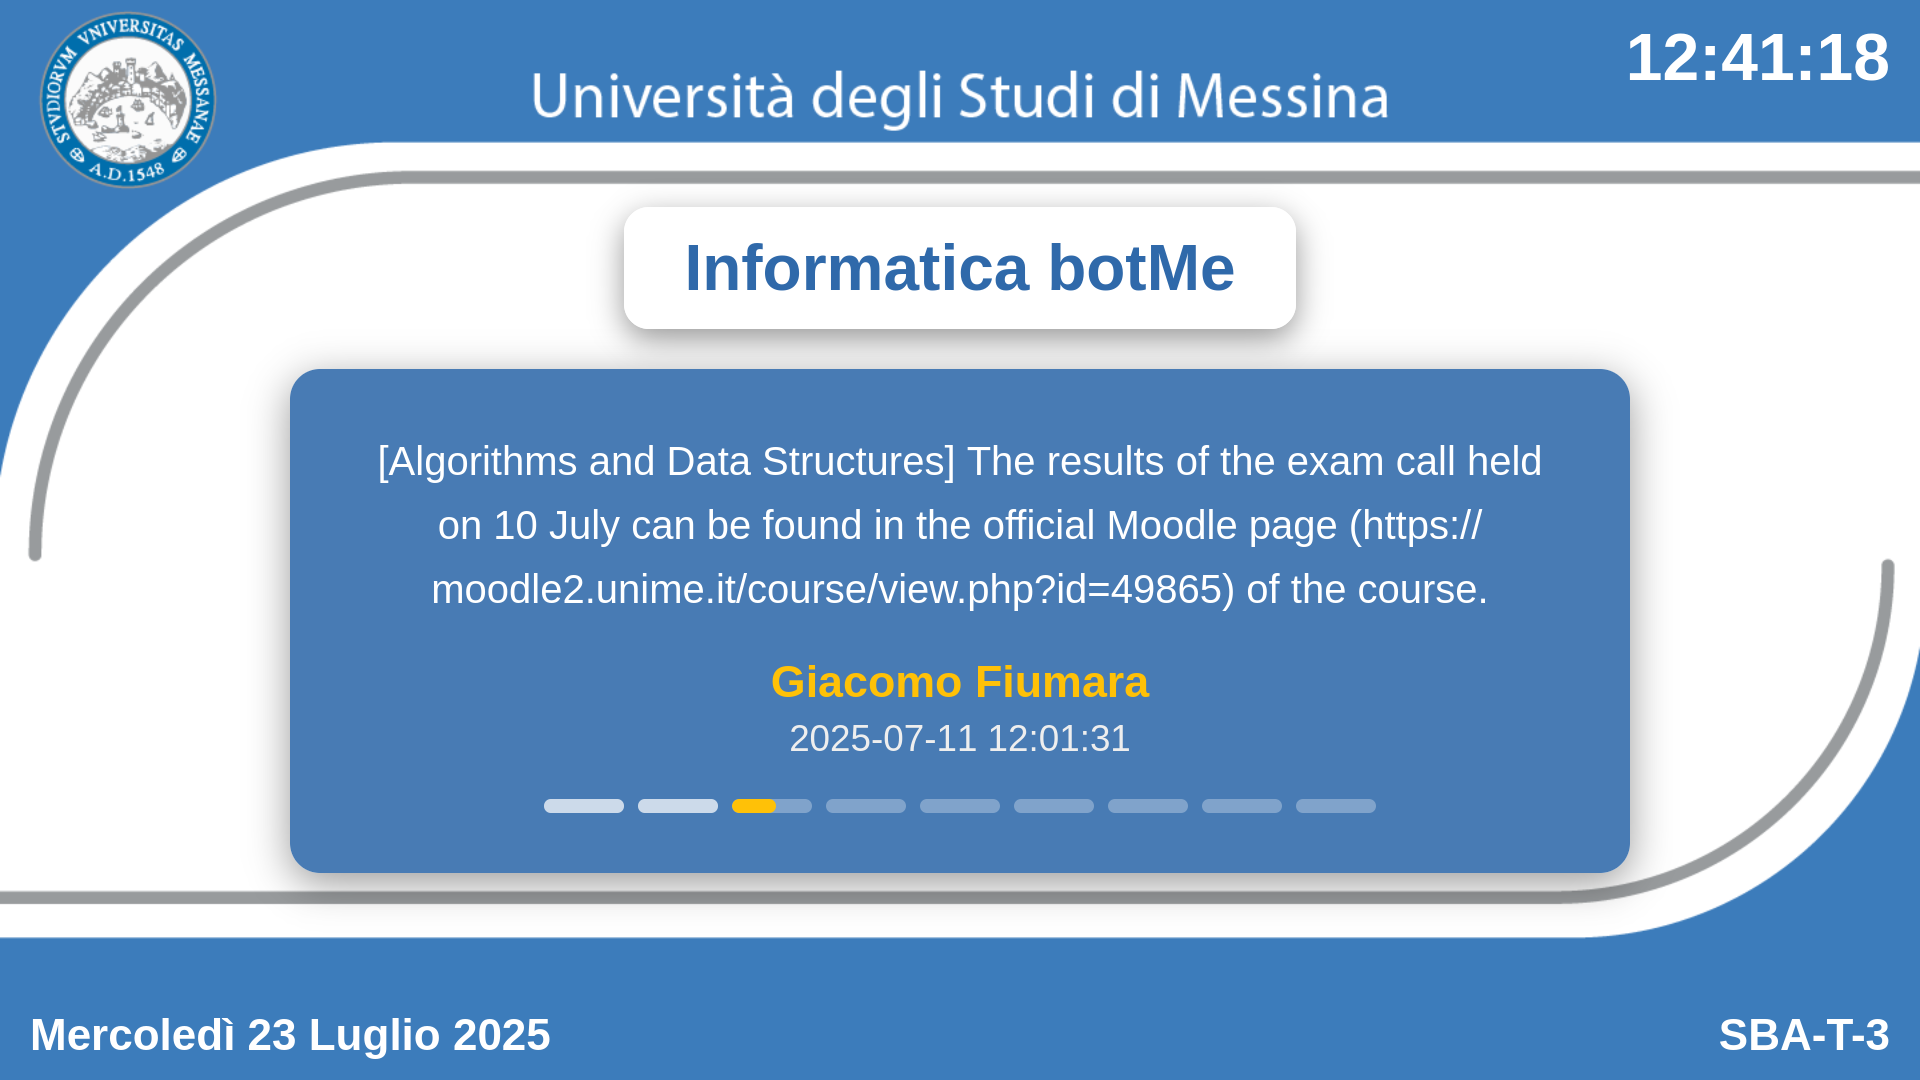 STVDIORVM VNIVERSITAS MESSANAE
A.D.1548
Università degli Studi di Messina
12:41:18
Informatica botMe
[Algorithms and Data Structures] The results of the exam call held
on 10 July can be found in the official Moodle page (https://
moodle2.unime.it/course/view.php?id=49865) of the course.
Giacomo Fiumara
2025-07-11 12:01:31
Mercoledì 23 Luglio 2025
SBA-T-3